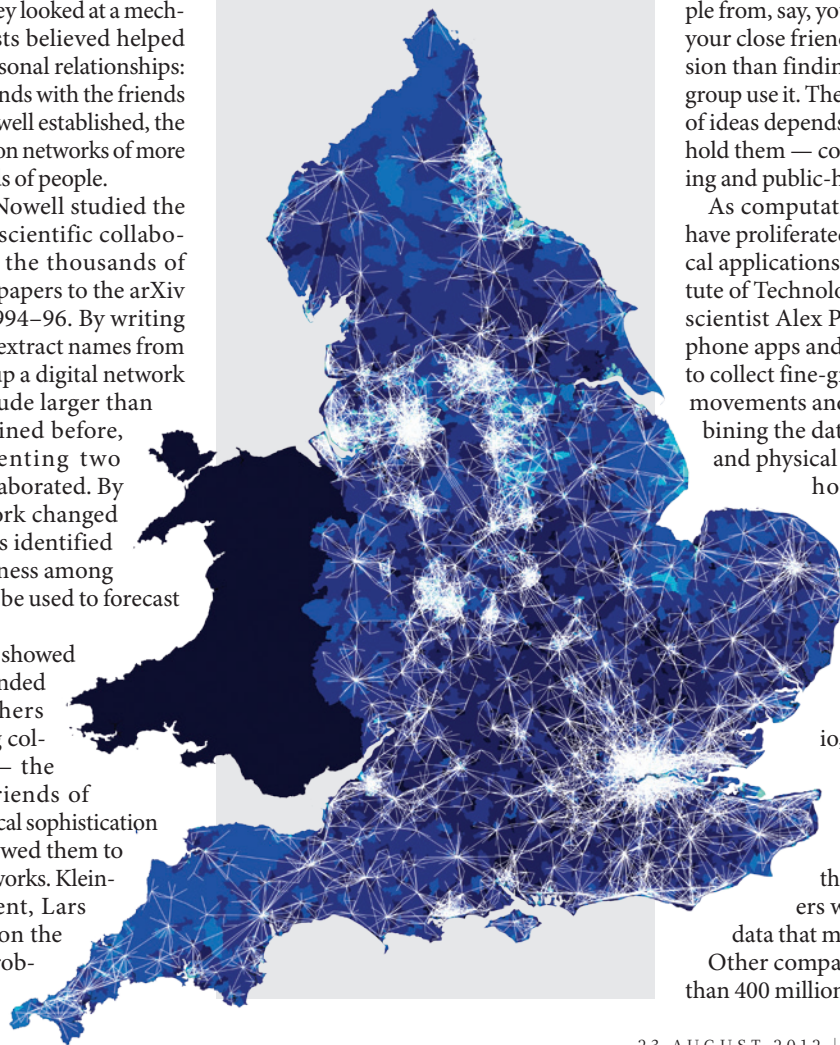 ey looked at a mech-
sts believed helped
sonal relationships:
nds with the friends
well established, the
on networks of more
s of people.
Nowell studied the
scientific collabo-
the thousands of
papers to the arXiv
994–96. By writing
extract names from
up a digital network
ude larger than
ined before,
enting two
aborated. By
ork changed
s identified
ness among
be used to forecast
showed
nded
hers
g col-
— the
riends of
cal sophistication
wed them to
works. Klein-
ent, Lars
on the
rob-
ple from, say, yo
your close friend
sion than findin
group use it. The
of ideas depends
hold them — co
ing and public-h
As computat
have proliferated
cal applications
tute of Technolo
scientist Alex P
phone apps and
to collect fine-g
movements and
bining the dat
and physical
ho
io
th
ers w
data that m
Other compa
than 400 million
23 AUGUST 2012